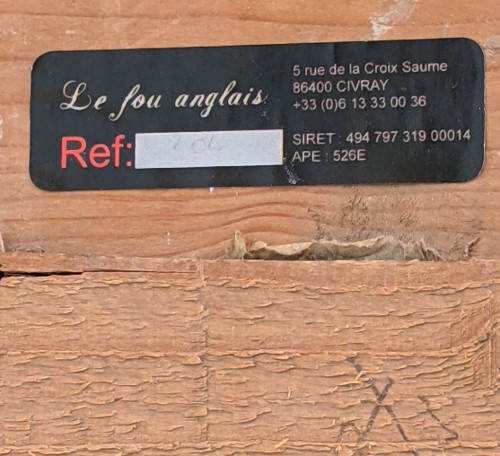 Le fou anglais
Ref:
5 rue de la Croix Saume
86400 CIVRAY
+33 (0)6 13 33 00 36
SIRET : 494 797 319 00014
APE : 526E